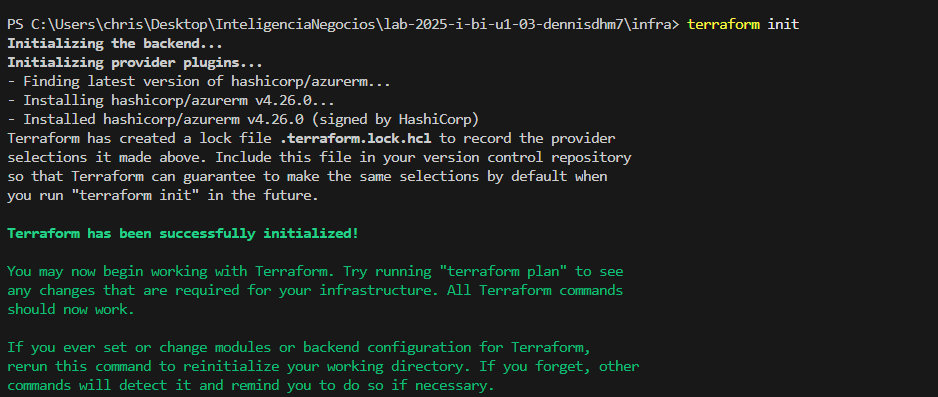 PS C:\Users\chris\Desktop\InteligenciaNegocios\lab-2025-i-bi-u1-03-dennisdhm7\infra> terraform init
Initializing the backend...
Initializing provider plugins...
- Finding latest version of hashicorp/azurerm...
- Installing hashicorp/azurerm v4.26.0...
- Installed hashicorp/azurerm v4.26.0 (signed by HashiCorp)
Terraform has created a lock file .terraform.lock.hcl to record the provider
selections it made above. Include this file in your version control repository
so that Terraform can guarantee to make the same selections by default when
you run "terraform init" in the future.
Terraform has been successfully initialized!
You may now begin working with Terraform. Try running "terraform plan" to see
any changes that are required for your infrastructure. All Terraform commands
should now work.
If you ever set or change modules or backend configuration for Terraform,
rerun this command to reinitialize your working directory. If you forget, other
commands will detect it and remind you to do so if necessary.